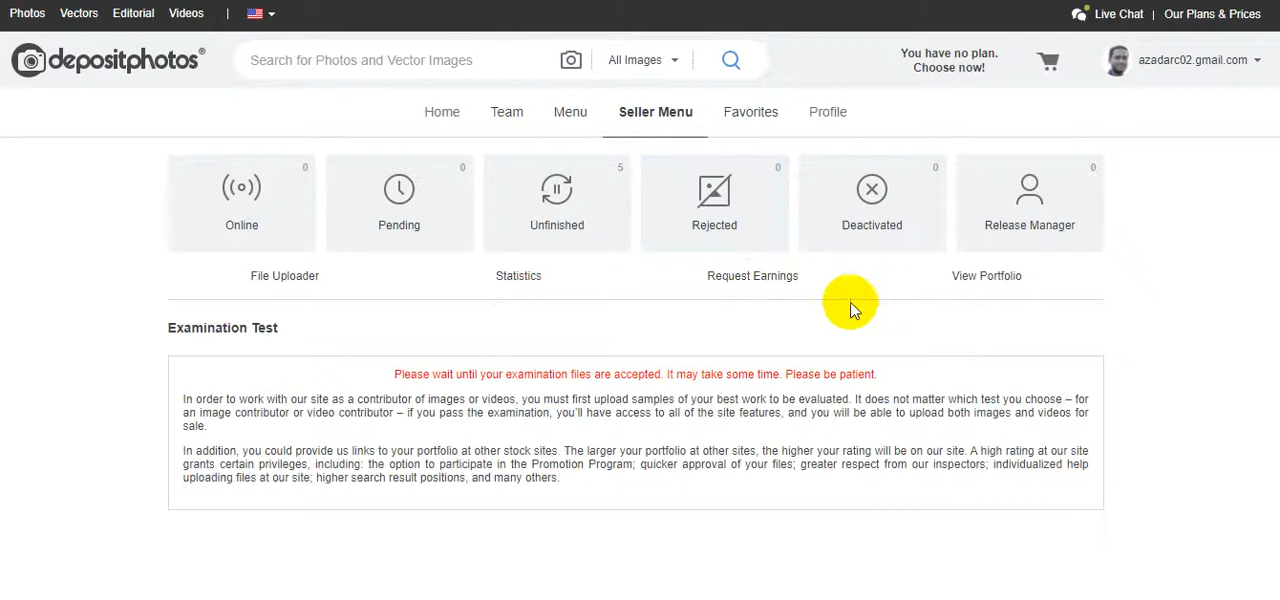 Photos Vectors Editorial Videos | Live Chat | Our Plans & Prices
depositphotos® Search for Photos and Vector Images All Images You have no plan. azadarc02.gmail.com
Choose now!
Home Team Menu Seller Menu Favorites Profile
0 0 5 0 0 0
Online Pending Unfinished Rejected Deactivated Release Manager
File Uploader Statistics Request Earnings View Portfolio
Examination Test
Please wait until your examination files are accepted. It may take some time. Please be patient.
In order to work with our site as a contributor of images or videos, you must first upload samples of your best work to be evaluated. It does not matter which test you choose – for
an image contributor or video contributor – if you pass the examination, you'll have access to all of the site features, and you will be able to upload both images and videos for
sale.
In addition, you could provide us links to your portfolio at other stock sites. The larger your portfolio at other sites, the higher your rating will be on our site. A high rating at our site
grants certain privileges, including: the option to participate in the Promotion Program; quicker approval of your files; greater respect from our inspectors; individualized help
uploading files at our site; higher search result positions, and many others.